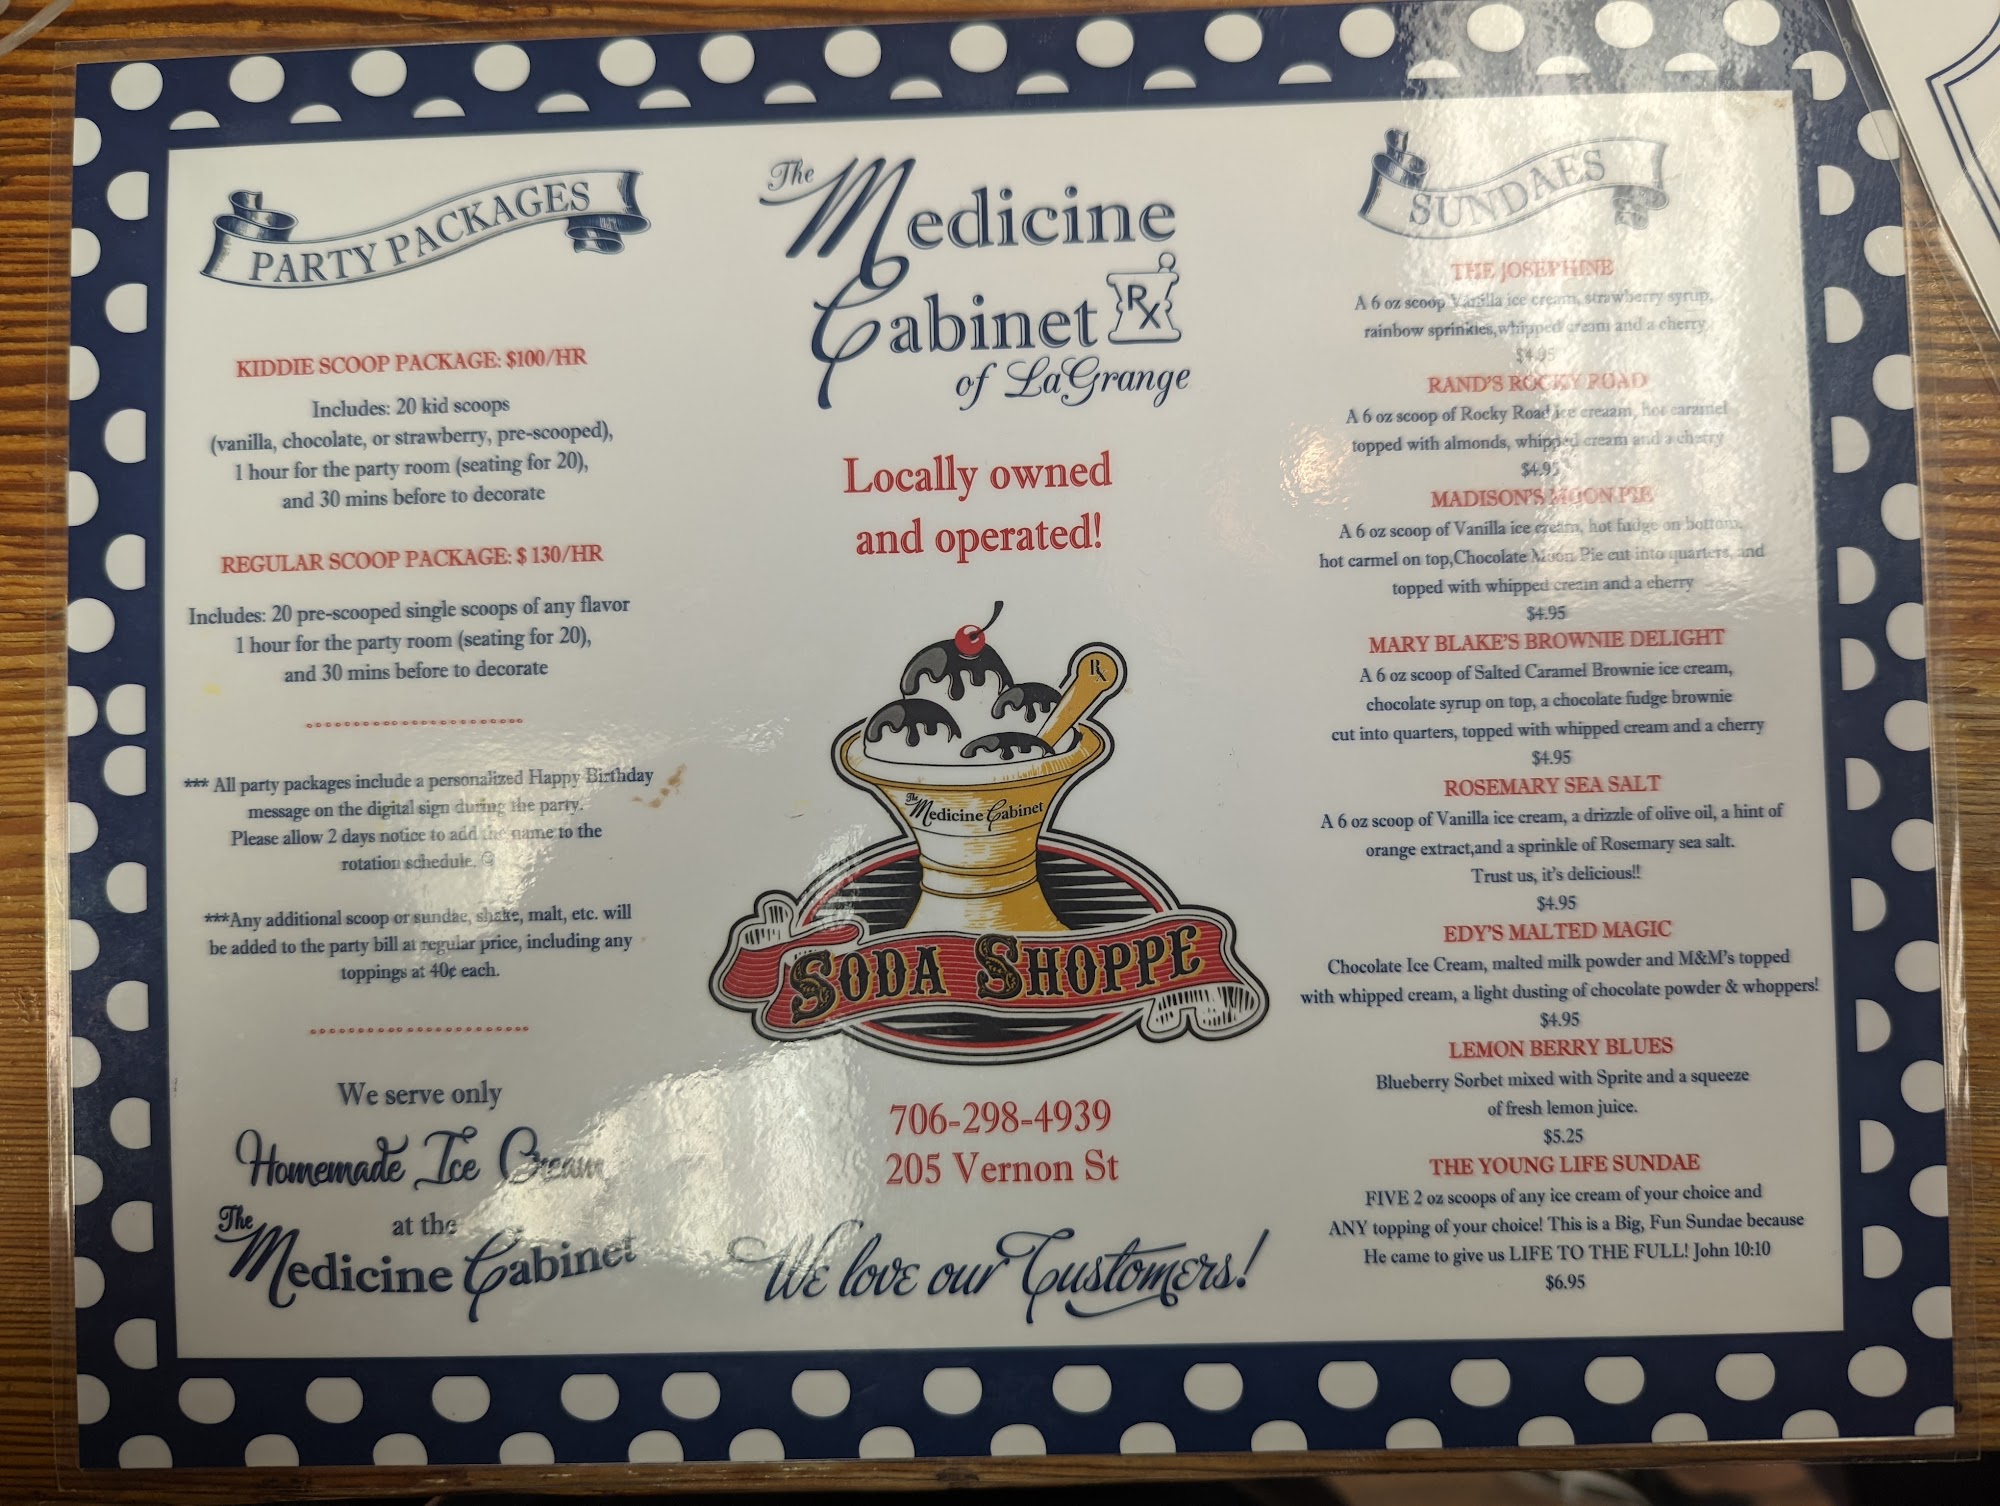 PARTY PACKAGES
KIDDIE SCOOP PACKAGE: $100/HR
Includes: 20 kid scoops
(vanilla, chocolate, or strawberry, pre-scooped),
1 hour for the party room (seating for 20),
and 30 mins before to decorate
REGULAR SCOOP PACKAGE: $130/HR
Includes: 20 pre-scooped single scoops of any flavor
1 hour for the party room (seating for 20),
and 30 mins before to decorate
*** All party packages include a personalized Happy Birthday
message on the digital sign during the party.
Please allow 2 days notice to add the name to the
rotation schedule. ☺
***Any additional scoop or sundae, shake, malt, etc. will
be added to the party bill at regular price, including any
toppings at 40¢ each.
We serve only
Homemade Ice Cream
at the
The Medicine Cabinet
The Medicine
Cabinet RX
of LaGrange
Locally owned
and operated!
RX
The Medicine Cabinet
SODA SHOPPE
706-298-4939
205 Vernon St
We love our Customers!
SUNDAES
THE JOSEPHINE
A 6 oz scoop Vanilla ice cream, strawberry syrup,
rainbow sprinkles,whipped cream and a cherry
$4.95
RAND'S ROCKY ROAD
A 6 oz scoop of Rocky Road ice creaam, hot caramel
topped with almonds, whipped cream and a cherry
$4.95
MADISON'S MOON PIE
A 6 oz scoop of Vanilla ice cream, hot fudge on bottom,
hot carmel on top,Chocolate Moon Pie cut into quarters, and
topped with whipped cream and a cherry
$4.95
MARY BLAKE'S BROWNIE DELIGHT
A 6 oz scoop of Salted Caramel Brownie ice cream,
chocolate syrup on top, a chocolate fudge brownie
cut into quarters, topped with whipped cream and a cherry
$4.95
ROSEMARY SEA SALT
A 6 oz scoop of Vanilla ice cream, a drizzle of olive oil, a hint of
orange extract,and a sprinkle of Rosemary sea salt.
Trust us, it's delicious!!
$4.95
EDY'S MALTED MAGIC
Chocolate Ice Cream, malted milk powder and M&M's topped
with whipped cream, a light dusting of chocolate powder & whoppers!
$4.95
LEMON BERRY BLUES
Blueberry Sorbet mixed with Sprite and a squeeze
of fresh lemon juice.
$5.25
THE YOUNG LIFE SUNDAE
FIVE 2 oz scoops of any ice cream of your choice and
ANY topping of your choice! This is a Big, Fun Sundae because
He came to give us LIFE TO THE FULL! John 10:10
$6.95